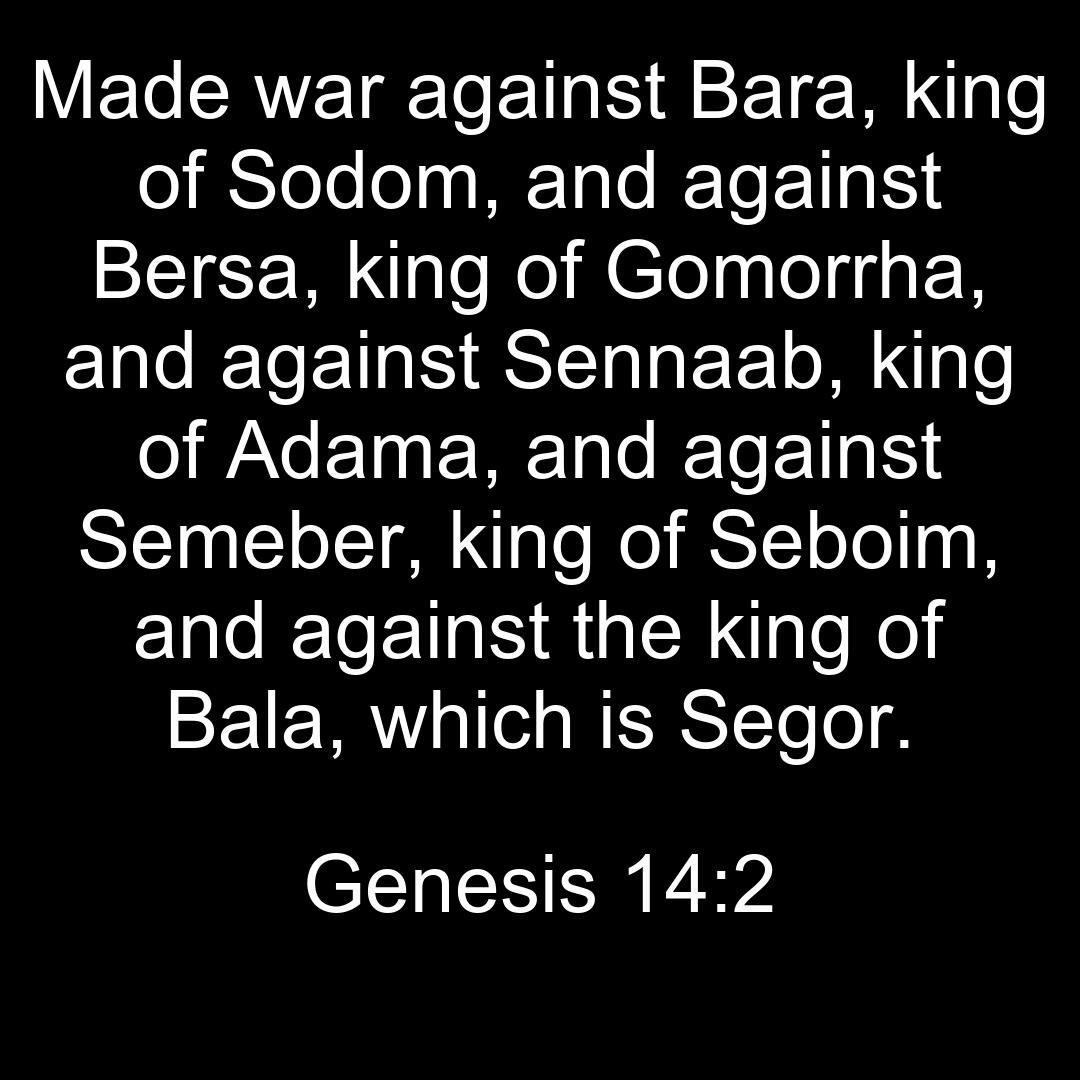 Made war against Bara, king
of Sodom, and against
Bersa, king of Gomorrha,
and against Sennaab, king
of Adama, and against
Semeber, king of Seboim,
and against the king of
Bala, which is Segor.
Genesis 14:2